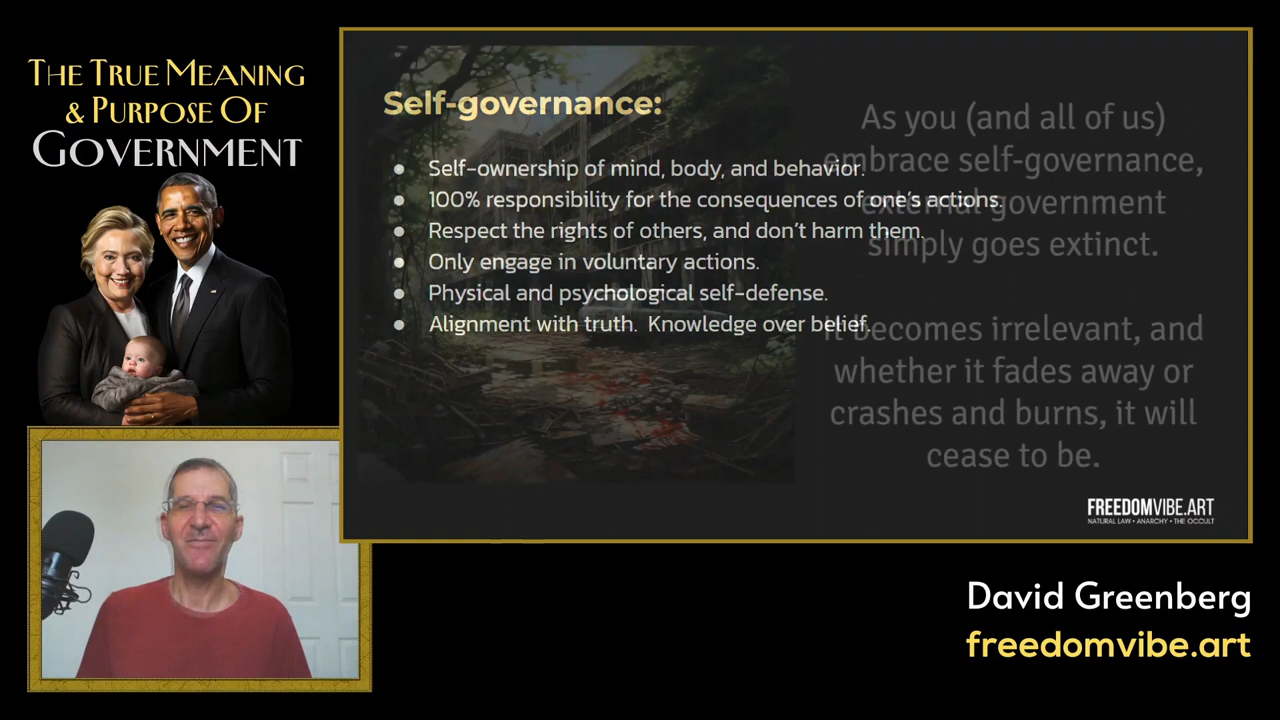 THE TRUE MEANING
& PURPOSE OF
GOVERNMENT
Self-governance:
● Self-ownership of mind, body, and behavior.
● 100% responsibility for the consequences of one's actions.
● Respect the rights of others, and don't harm them.
● Only engage in voluntary actions.
● Physical and psychological self-defense.
● Alignment with truth. Knowledge over belief.
As you (and all of us)
embrace self-governance,
external government
simply goes extinct.
It becomes irrelevant, and
whether it fades away or
crashes and burns, it will
cease to be.
FREEDOMVIBE.ART
NATURAL LAW • ANARCHY • THE OCCULT
David Greenberg
freedomvibe.art